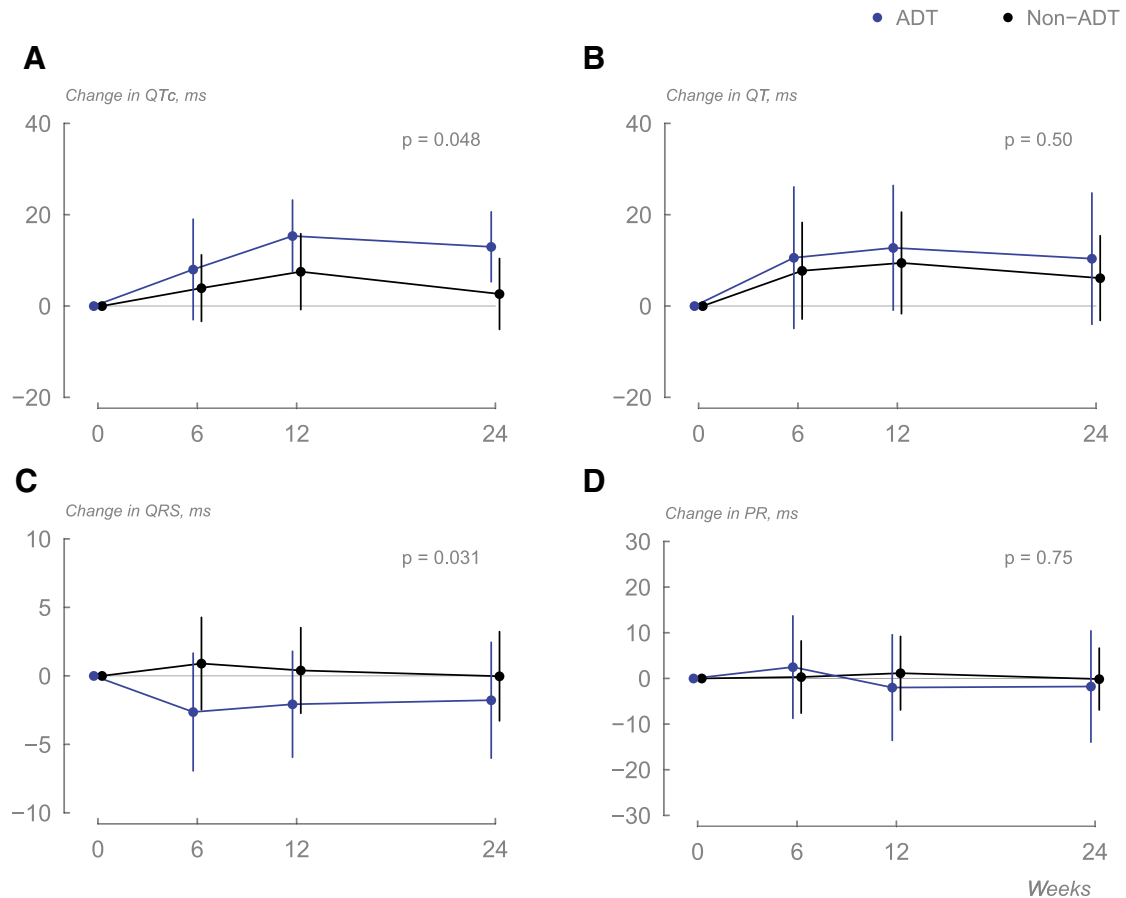 ADT Non−ADT
A
Change in QTc, ms
40
20
0
−20
p = 0.048
0 6 12 24
B
Change in QT, ms
40
20
0
−20
p = 0.50
0 6 12 24
C
Change in QRS, ms
10
5
0
−5
−10
p = 0.031
0 6 12 24
D
Change in PR, ms
30
20
10
0
−10
−20
−30
p = 0.75
0 6 12 24
Weeks